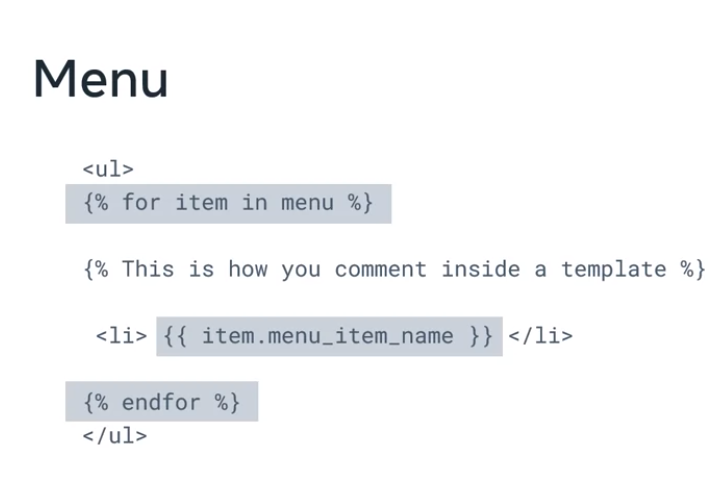 Menu
<ul>
{% for item in menu %}
{% This is how you comment inside a template %}
<li> {{ item.menu_item_name }} </li>
{% endfor %}
</ul>